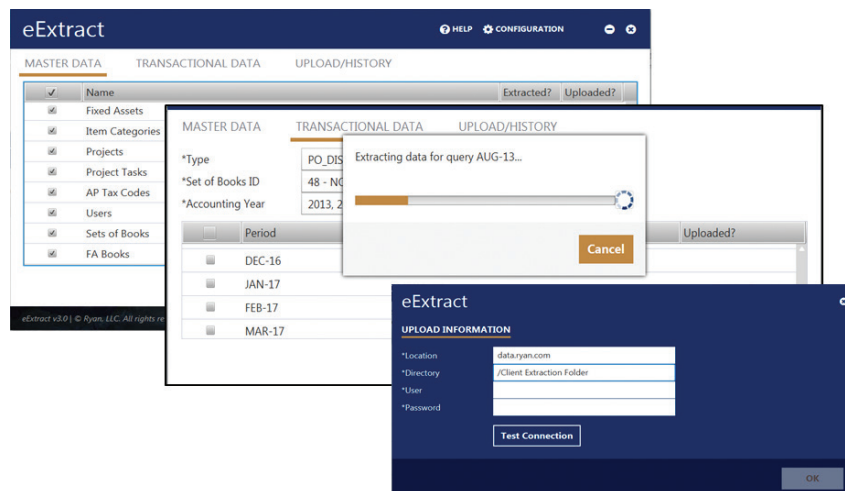 eExtract
HELP CONFIGURATION
MASTER DATA TRANSACTIONAL DATA UPLOAD/HISTORY
Name Extracted? Uploaded?
Fixed Assets
Item Categories
Projects
Project Tasks
AP Tax Codes
Users
Sets of Books
FA Books
eExtract v3.0 | © Ryan, LLC. All rights re
MASTER DATA TRANSACTIONAL DATA UPLOAD/HISTORY
*Type PO_DIS
*Set of Books ID 48 - NO
*Accounting Year 2013, 2
Period Uploaded?
DEC-16
JAN-17
FEB-17
MAR-17
Extracting data for query AUG-13...
Cancel
eExtract
UPLOAD INFORMATION
*Location data.ryan.com
*Directory /Client Extraction Folder
*User
*Password
Test Connection
OK